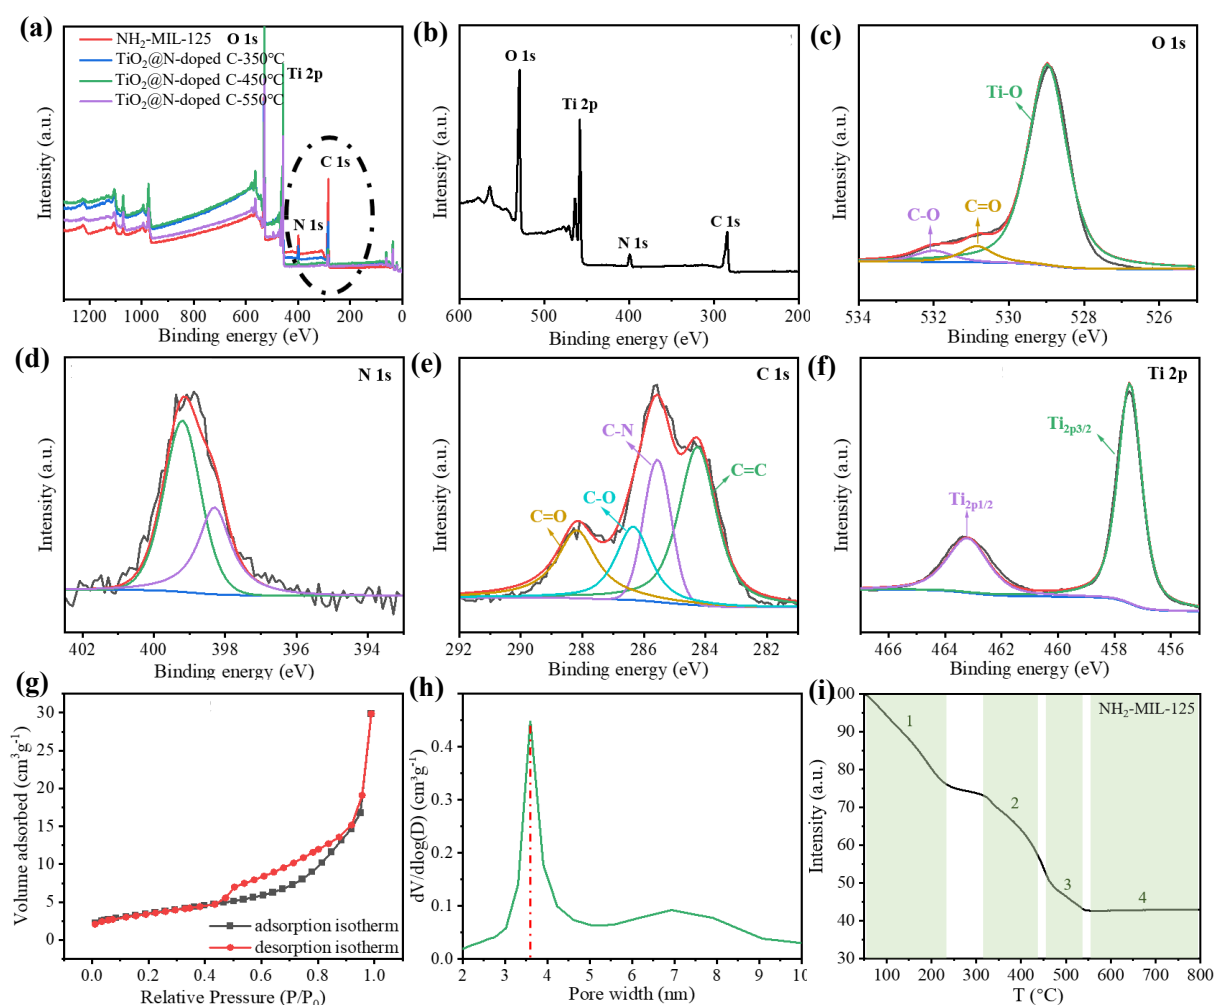 (a)
NH₂-MIL-125
O 1s
TiO₂@N-doped C-350°C
TiO₂@N-doped C-450°C
TiO₂@N-doped C-550°C
Ti 2p
C 1s
N 1s
Intensity (a.u.)
1200 1000 800 600 400 200 0
Binding energy (eV)
(b)
O 1s
Ti 2p
N 1s
C 1s
Intensity (a.u.)
600 500 400 300 200
Binding energy (eV)
(c)
O 1s
Ti-O
C-O
C=O
Intensity (a.u.)
534 532 530 528 526
Binding energy (eV)
(d)
N 1s
Intensity (a.u.)
402 400 398 396 394
Binding energy (eV)
(e)
C 1s
C-N
C=C
C-O
C=O
Intensity (a.u.)
292 290 288 286 284 282
Binding energy (eV)
(f)
Ti 2p
Ti2p3/2
Ti2p1/2
Intensity (a.u.)
466 464 462 460 458 456
Binding energy (eV)
(g)
30
25
20
15
10
5
0
Volume adsorbed (cm³g⁻¹)
adsorption isotherm
desorption isotherm
0.0 0.2 0.4 0.6 0.8 1.0
Relative Pressure (P/P₀)
(h)
0.4
0.3
0.2
0.1
0.0
dV/dlog(D) (cm³g⁻¹)
2 3 4 5 6 7 8 9 10
Pore width (nm)
(i)
NH₂-MIL-125
100
90
80
70
60
50
40
30
1
2
3
4
Intensity (a.u.)
100 200 300 400 500 600 700 800
T (°C)